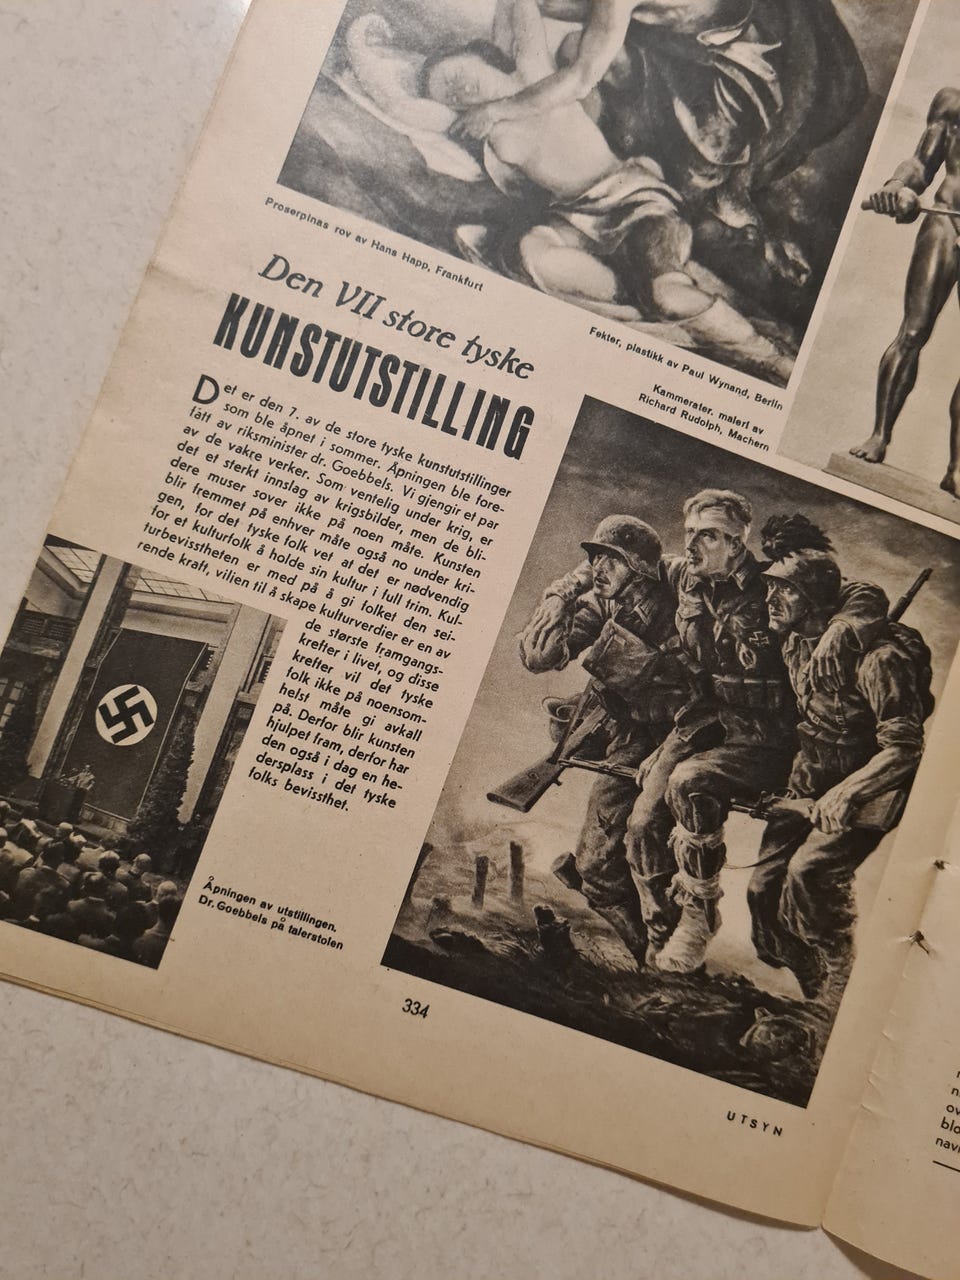 Proserpinas rov av Hans Happ, Frankfurt
Fekter, plastikk av Paul Wynand, Berlin
Kammerater. maleri av
Richard Rudolph, Machern
Den VII store tyske
KUNSTUTSTILLING
Det er den 7. av de store tyske kunstutstillinger
som ble åpnet i sommer. Åpningen ble fore-
tatt av riksminister dr. Goebbels. Vi gjengir et par
av de vakre verker. Som ventelig under krig, er
det et sterkt innslag av krigsbilder, men de bli-
dere muser sover ikke på noen måte. Kunsten
blir fremmet på enhver måte også no under kri-
gen, for det tyske folk vet at det er nødvendig
for et kulturfolk å holde sin kultur i full trim. Kul-
turbevisstheten er med på å gi folket den sei-
rende kraft, viljen til å skape kulturverdier er en av
de største framgangs-
krefter i livet, og disse
krefter vil det tyske
folk ikke på noensom-
helst måte gi avkall
på. Derfor blir kunsten
hjulpet fram, derfor har
den også i dag en he-
dersplass i det tyske
folks bevissthet.
Åpningen av utstillingen.
Dr. Goebbels på talerstolen
334
UTSYN
n
ov
blo
navi